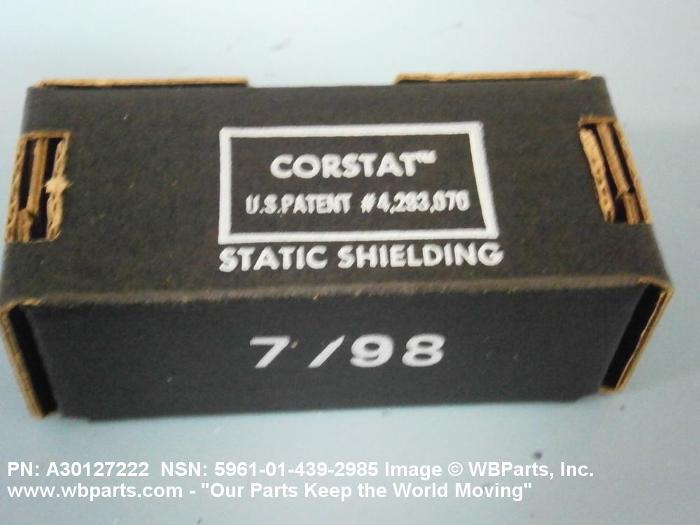 CORSTAT™
U.S.PATENT #4,293,070
STATIC SHIELDING
7/98
PN: A30127222 NSN: 5961-01-439-2985 Image © WBParts, Inc.
www.wbparts.com - "Our Parts Keep the World Moving"